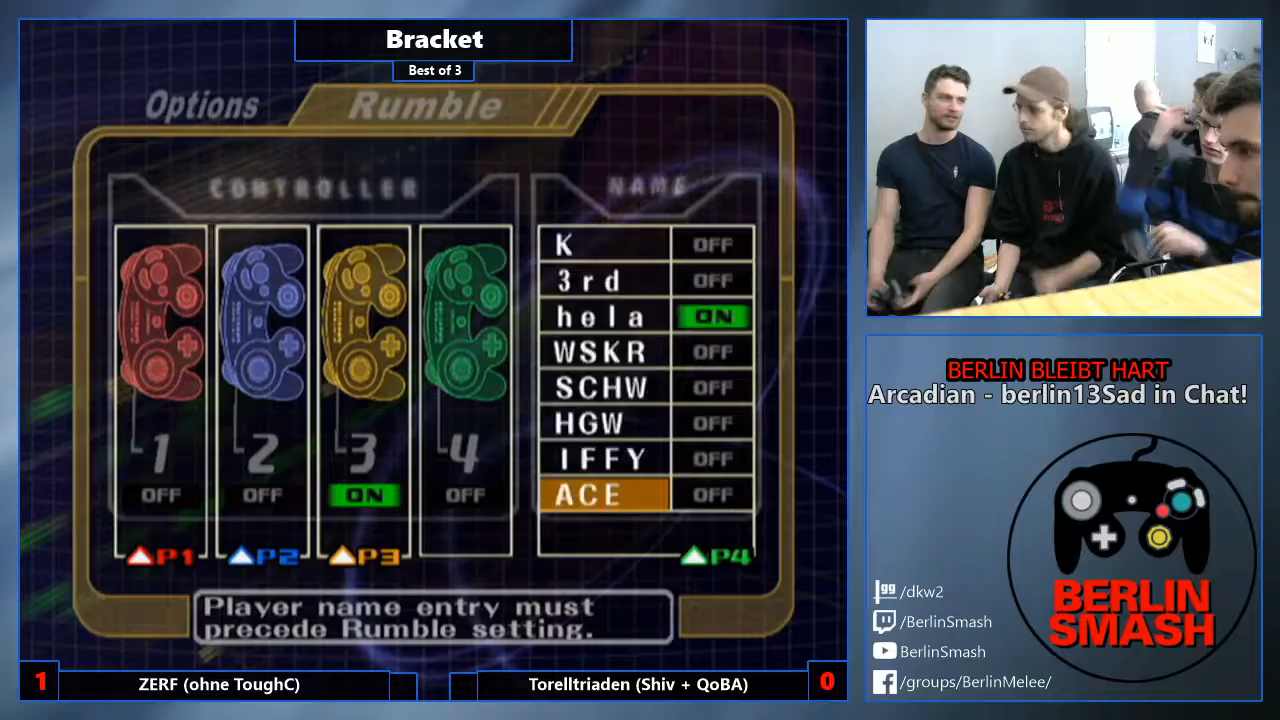 Bracket
Best of 3
Options
Rumble
CONTROLLER
NAME
K OFF
3rd OFF
hela ON
WSKR OFF
SCHW OFF
HGW OFF
IFFY OFF
ACE OFF
1 2 3 4
OFF OFF ON OFF
P1 P2 P3 P4
Player name entry must
precede Rumble setting.
1 ZERF (ohne ToughC)
Torelltriaden (Shiv + QoBA) 0
BERLIN BLEIBT HART
Arcadian - berlin13Sad in Chat!
gg /dkw2
/BerlinSmash
BerlinSmash
/groups/BerlinMelee/
BERLIN
SMASH